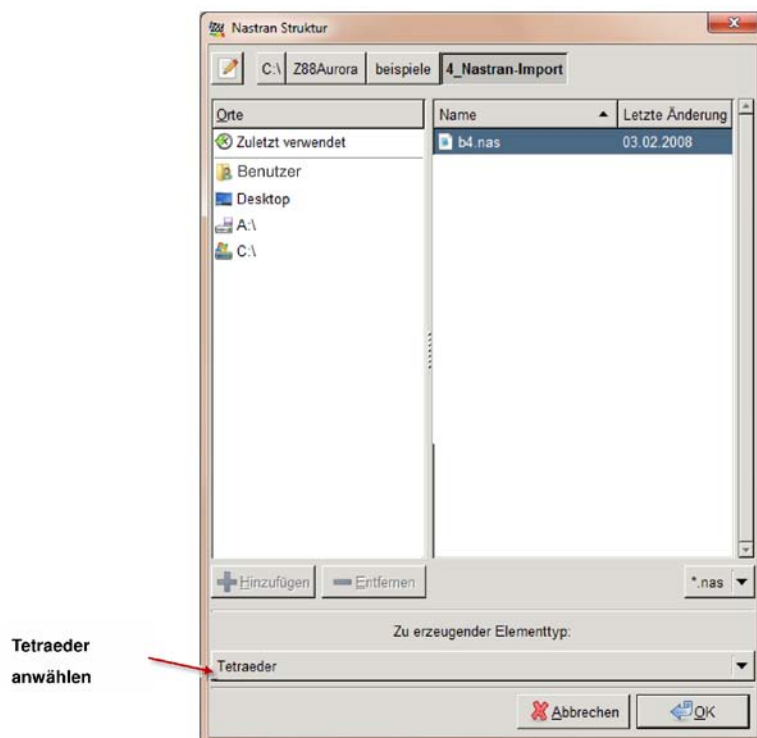 Nastran Struktur
C:\ Z88Aurora beispiele 4_Nastran-Import
Orte
Name Letzte Änderung
Zuletzt verwendet
b4.nas 03.02.2008
Benutzer
Desktop
A:\
C:\
Hinzufügen Entfernen *.nas
Zu erzeugender Elementtyp:
Tetraeder
anwählen
Tetraeder
Abbrechen OK